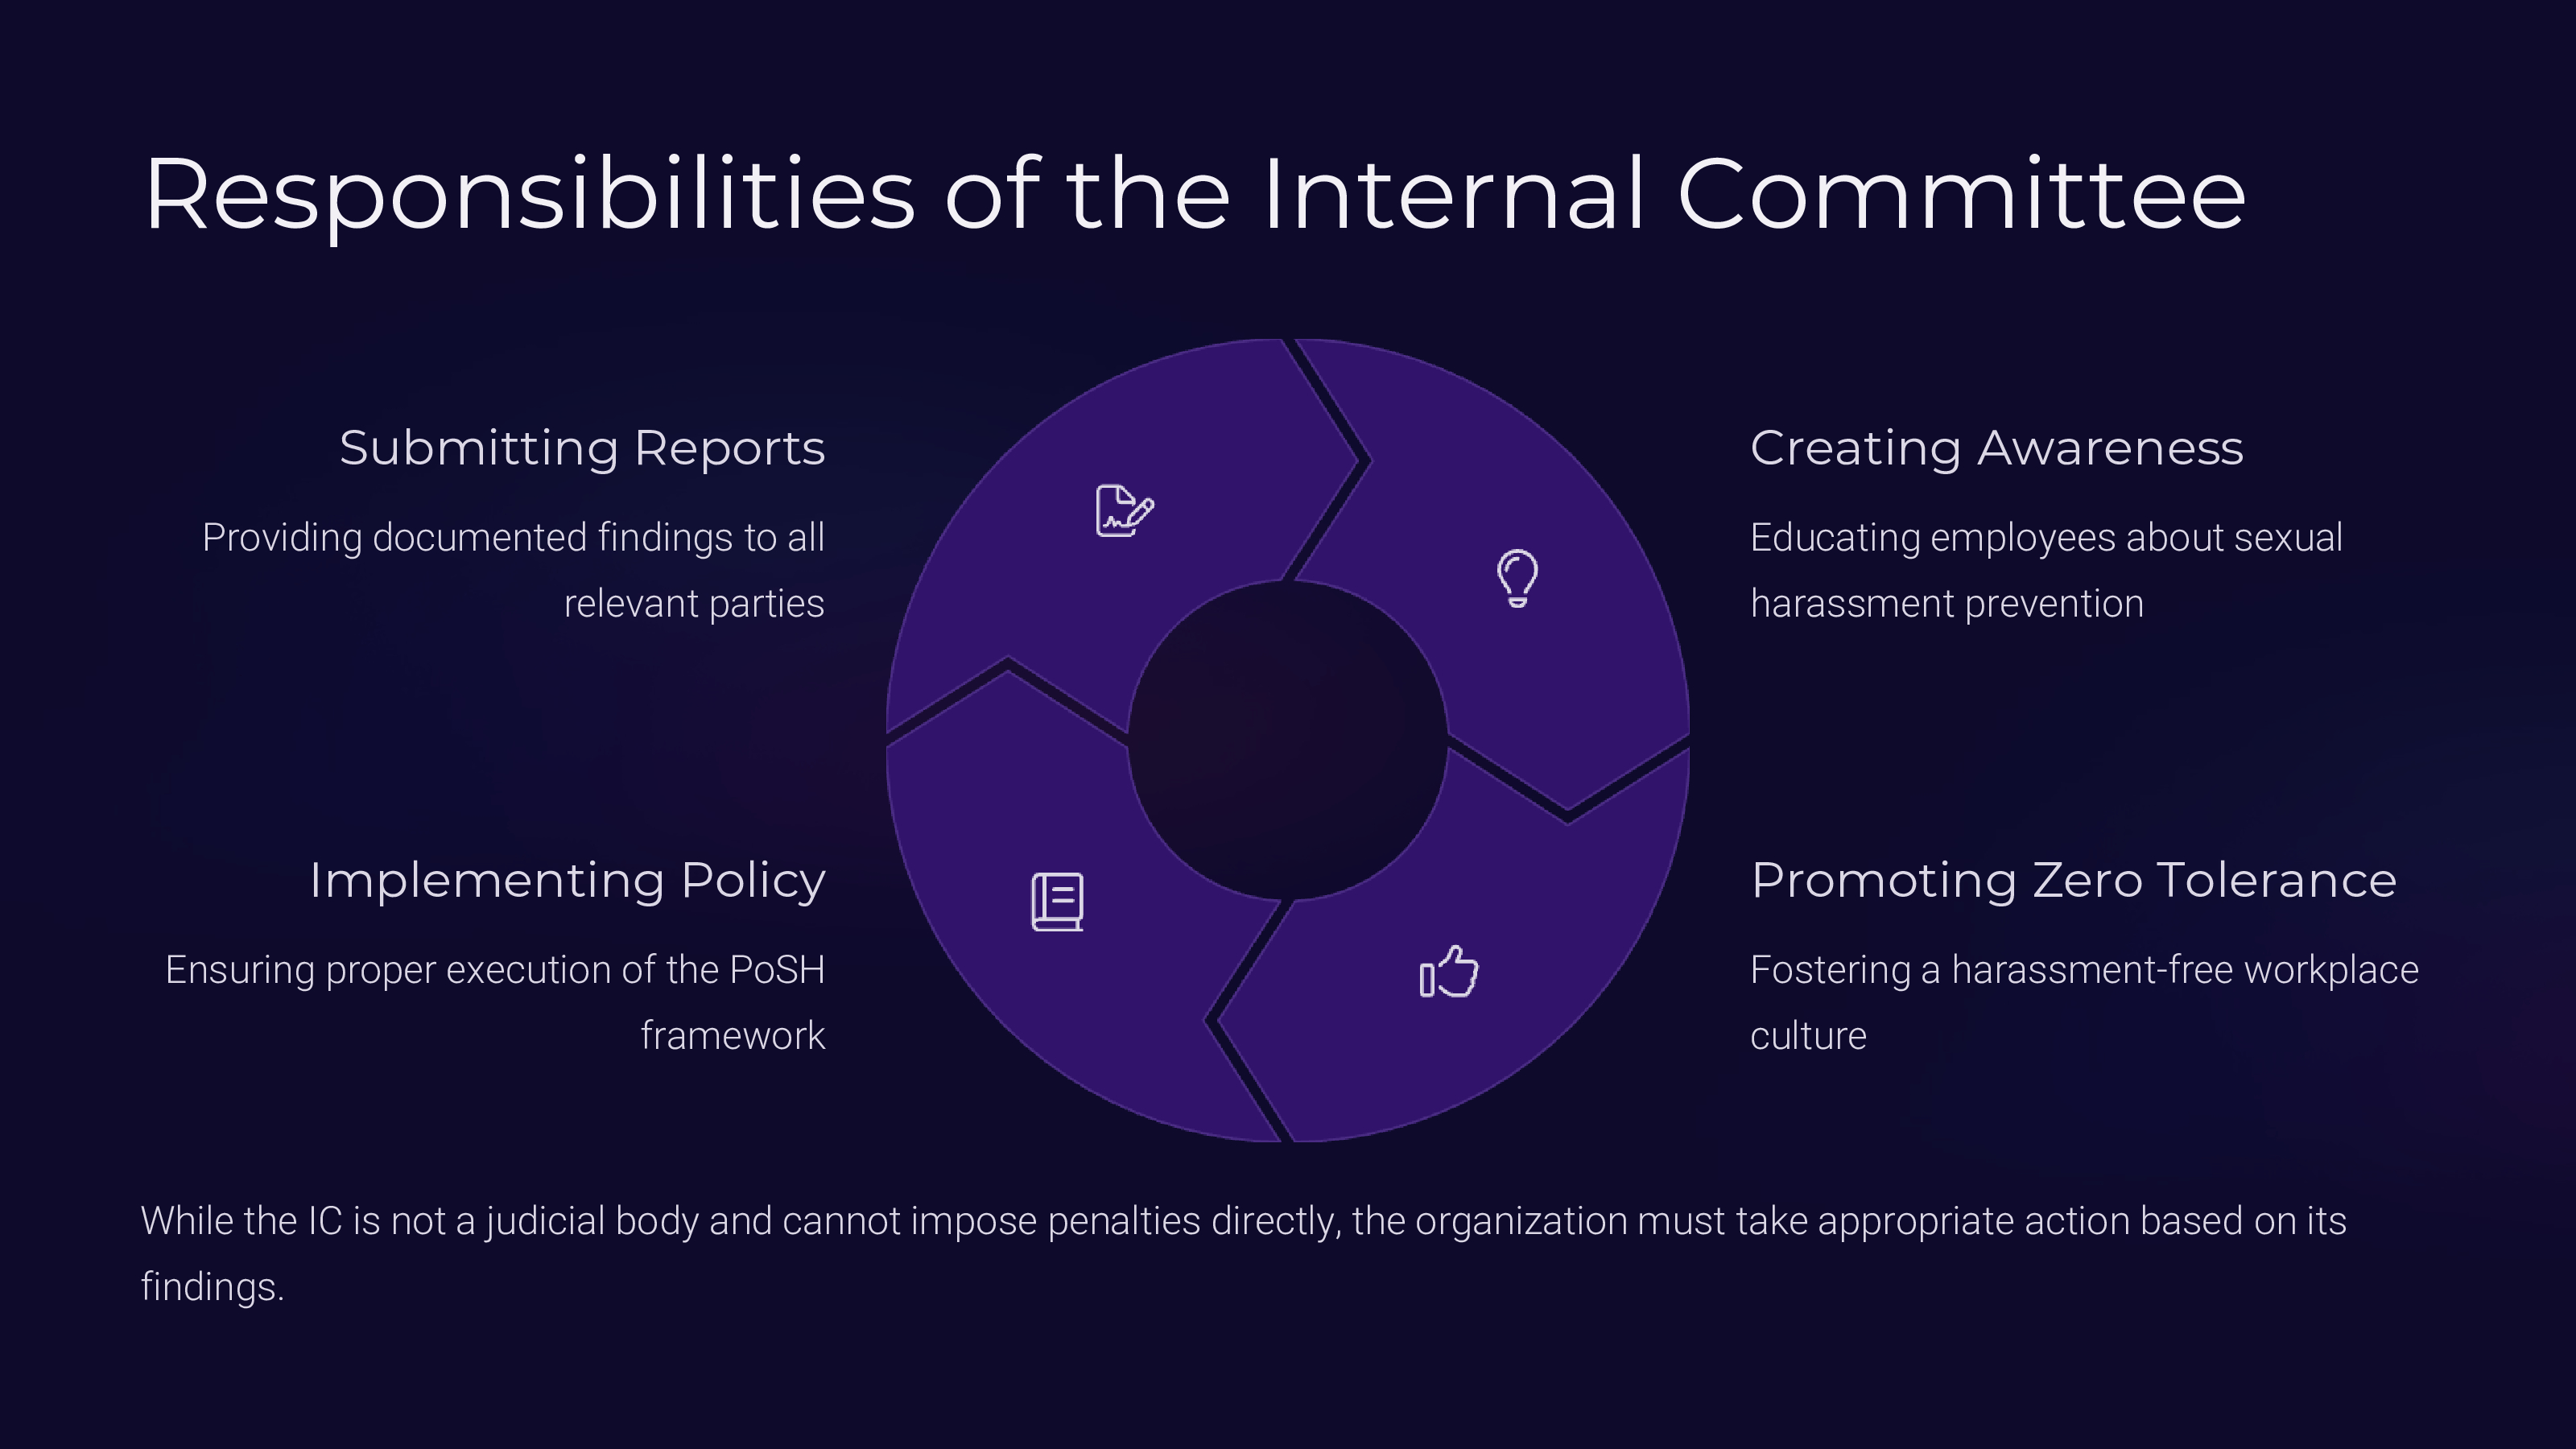 Responsibilities of the Internal Committee
Submitting Reports
Providing documented findings to all
relevant parties
Creating Awareness
Educating employees about sexual
harassment prevention
Implementing Policy
Ensuring proper execution of the PoSH
framework
Promoting Zero Tolerance
Fostering a harassment-free workplace
culture
While the IC is not a judicial body and cannot impose penalties directly, the organization must take appropriate action based on its
findings.